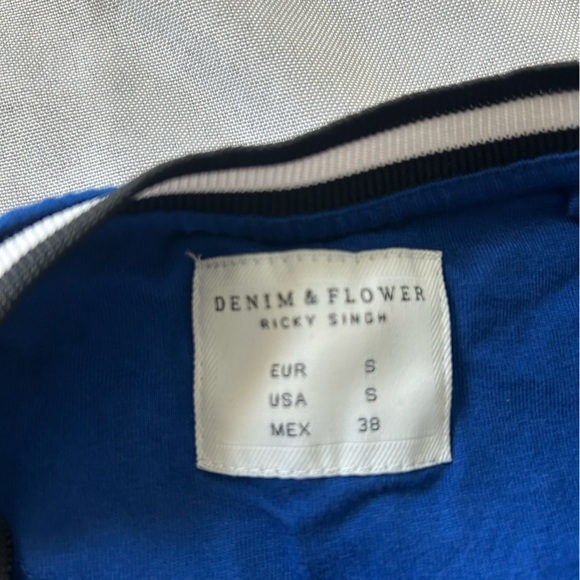 DENIM & FLOWER
RICKY SINGH
EUR S
USA S
MEX 38